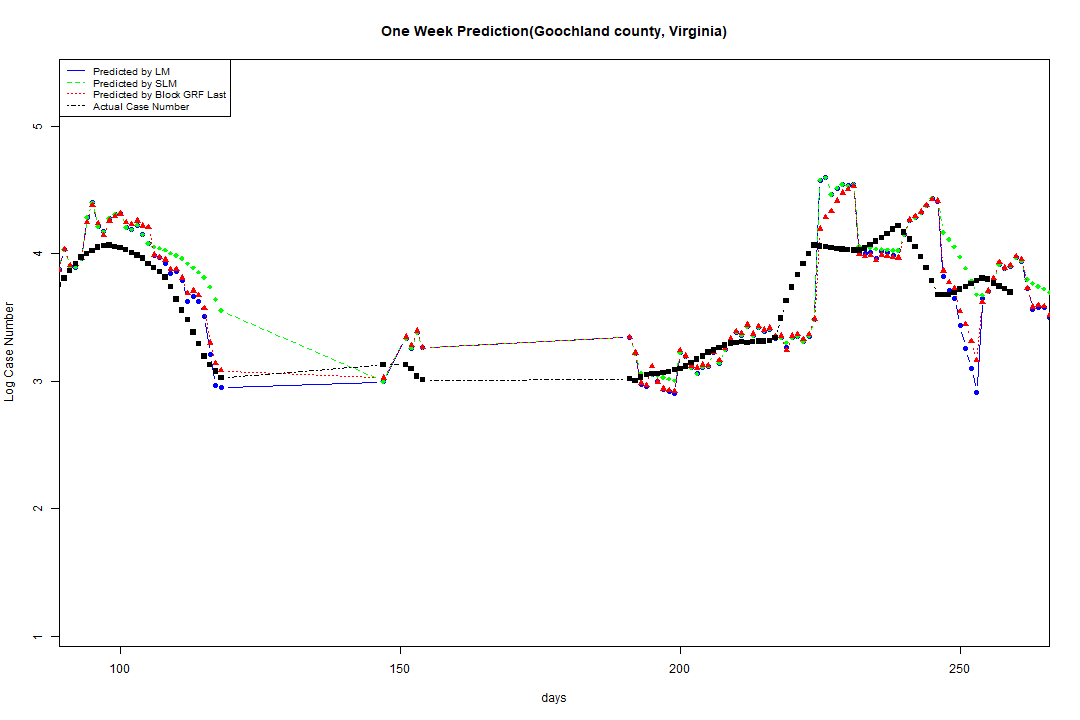 One Week Prediction(Goochland county, Virginia)
Predicted by LM
Predicted by SLM
Predicted by Block GRF Last
Actual Case Number
5
4
3
2
1
Log Case Number
100 150 200 250
days